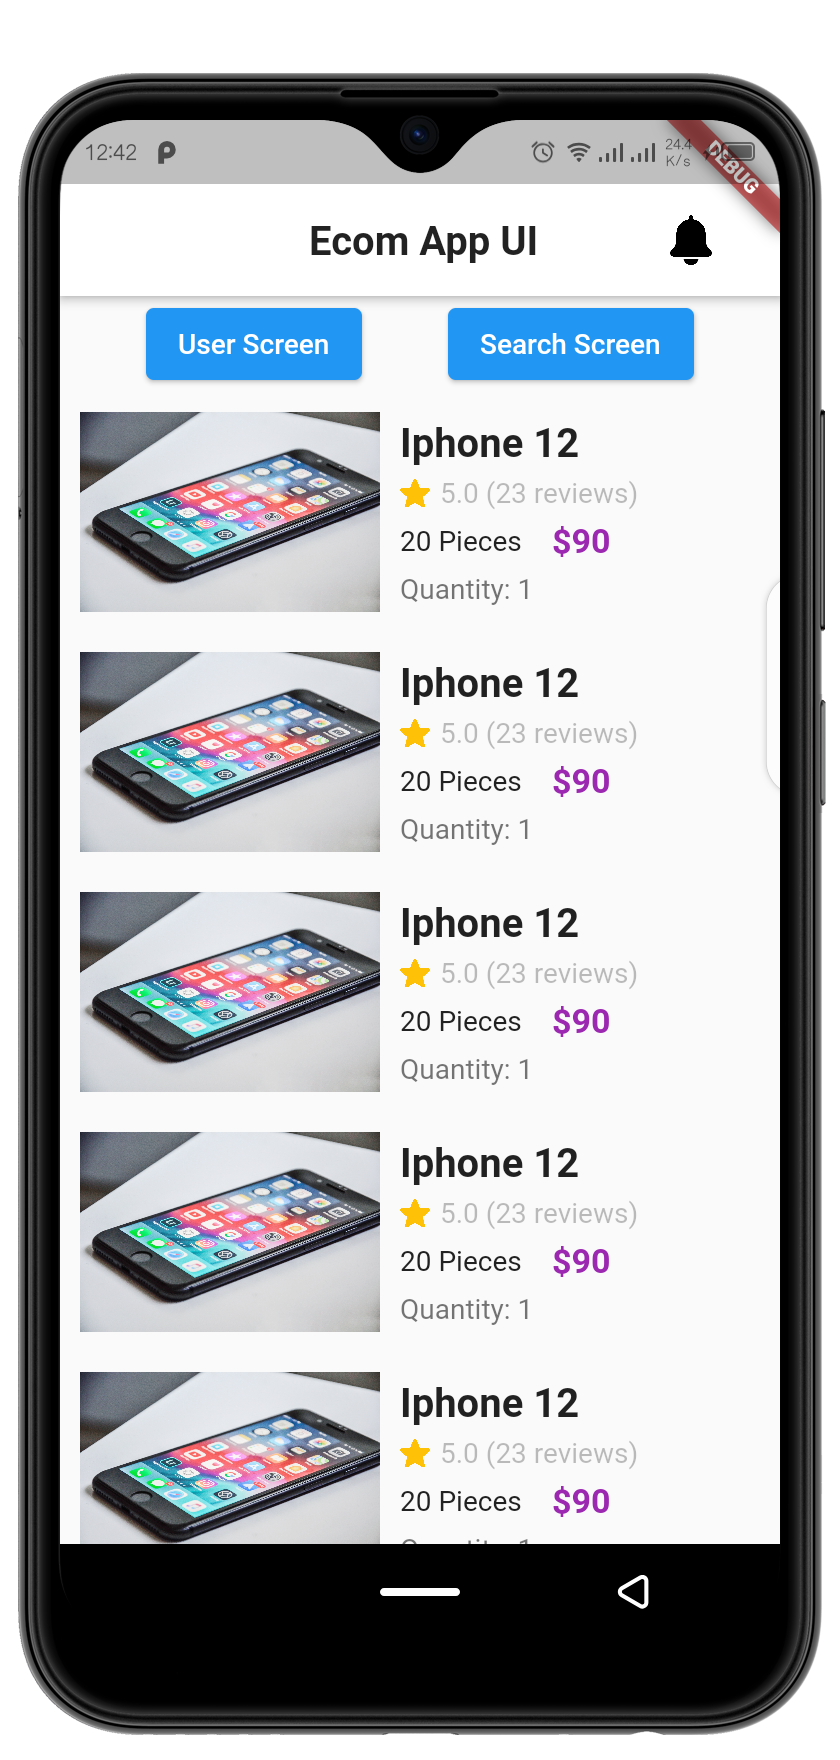 12:42
24.4
K/s
DEBUG
Ecom App UI
User Screen
Search Screen
Iphone 12
5.0 (23 reviews)
20 Pieces $90
Quantity: 1
Iphone 12
5.0 (23 reviews)
20 Pieces $90
Quantity: 1
Iphone 12
5.0 (23 reviews)
20 Pieces $90
Quantity: 1
Iphone 12
5.0 (23 reviews)
20 Pieces $90
Quantity: 1
Iphone 12
5.0 (23 reviews)
20 Pieces $90